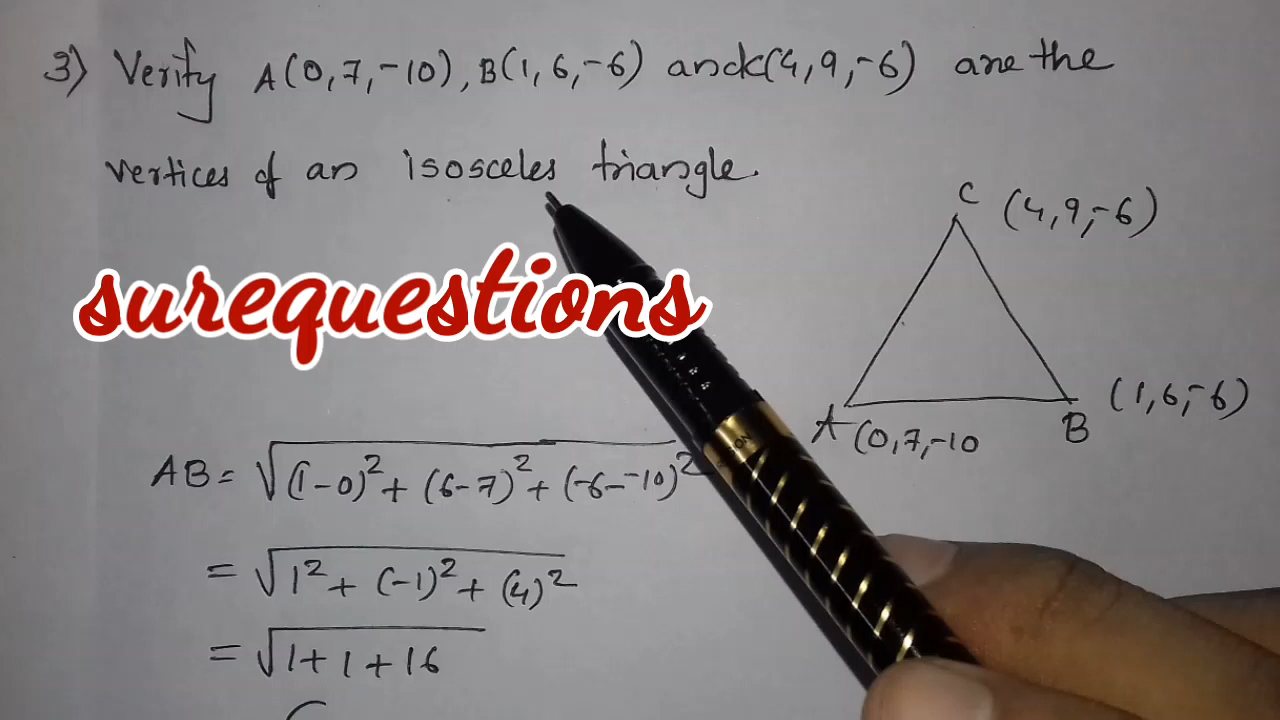 3) Verify A(0,7,-10), B(1,6,-6) and C(4,9,-6) are the
vertices of an isosceles triangle.
C (4,9,-6)
surequestions
A (0,7,-10
B (1,6,-6)
AB = √(1-0)² + (6-7)² + (-6--10)²
= √1² + (-1)² + (4)²
= √1+1+16